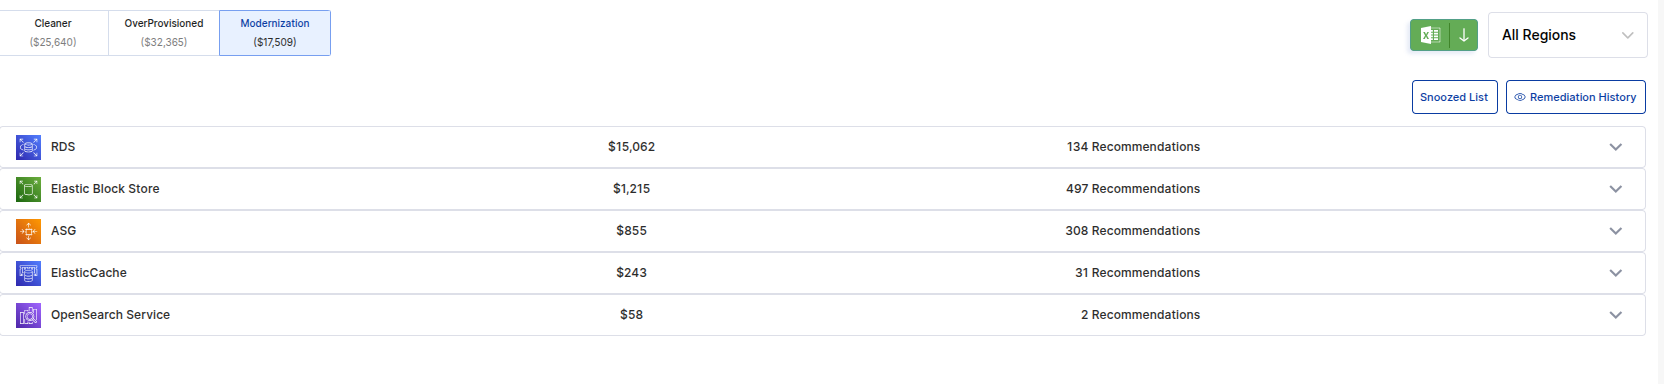 Cleaner
($25,640)
OverProvisioned
($32,365)
Modernization
($17,509)
All Regions
Snoozed List
Remediation History
RDS $15,062 134 Recommendations
Elastic Block Store $1,215 497 Recommendations
ASG $855 308 Recommendations
ElasticCache $243 31 Recommendations
OpenSearch Service $58 2 Recommendations